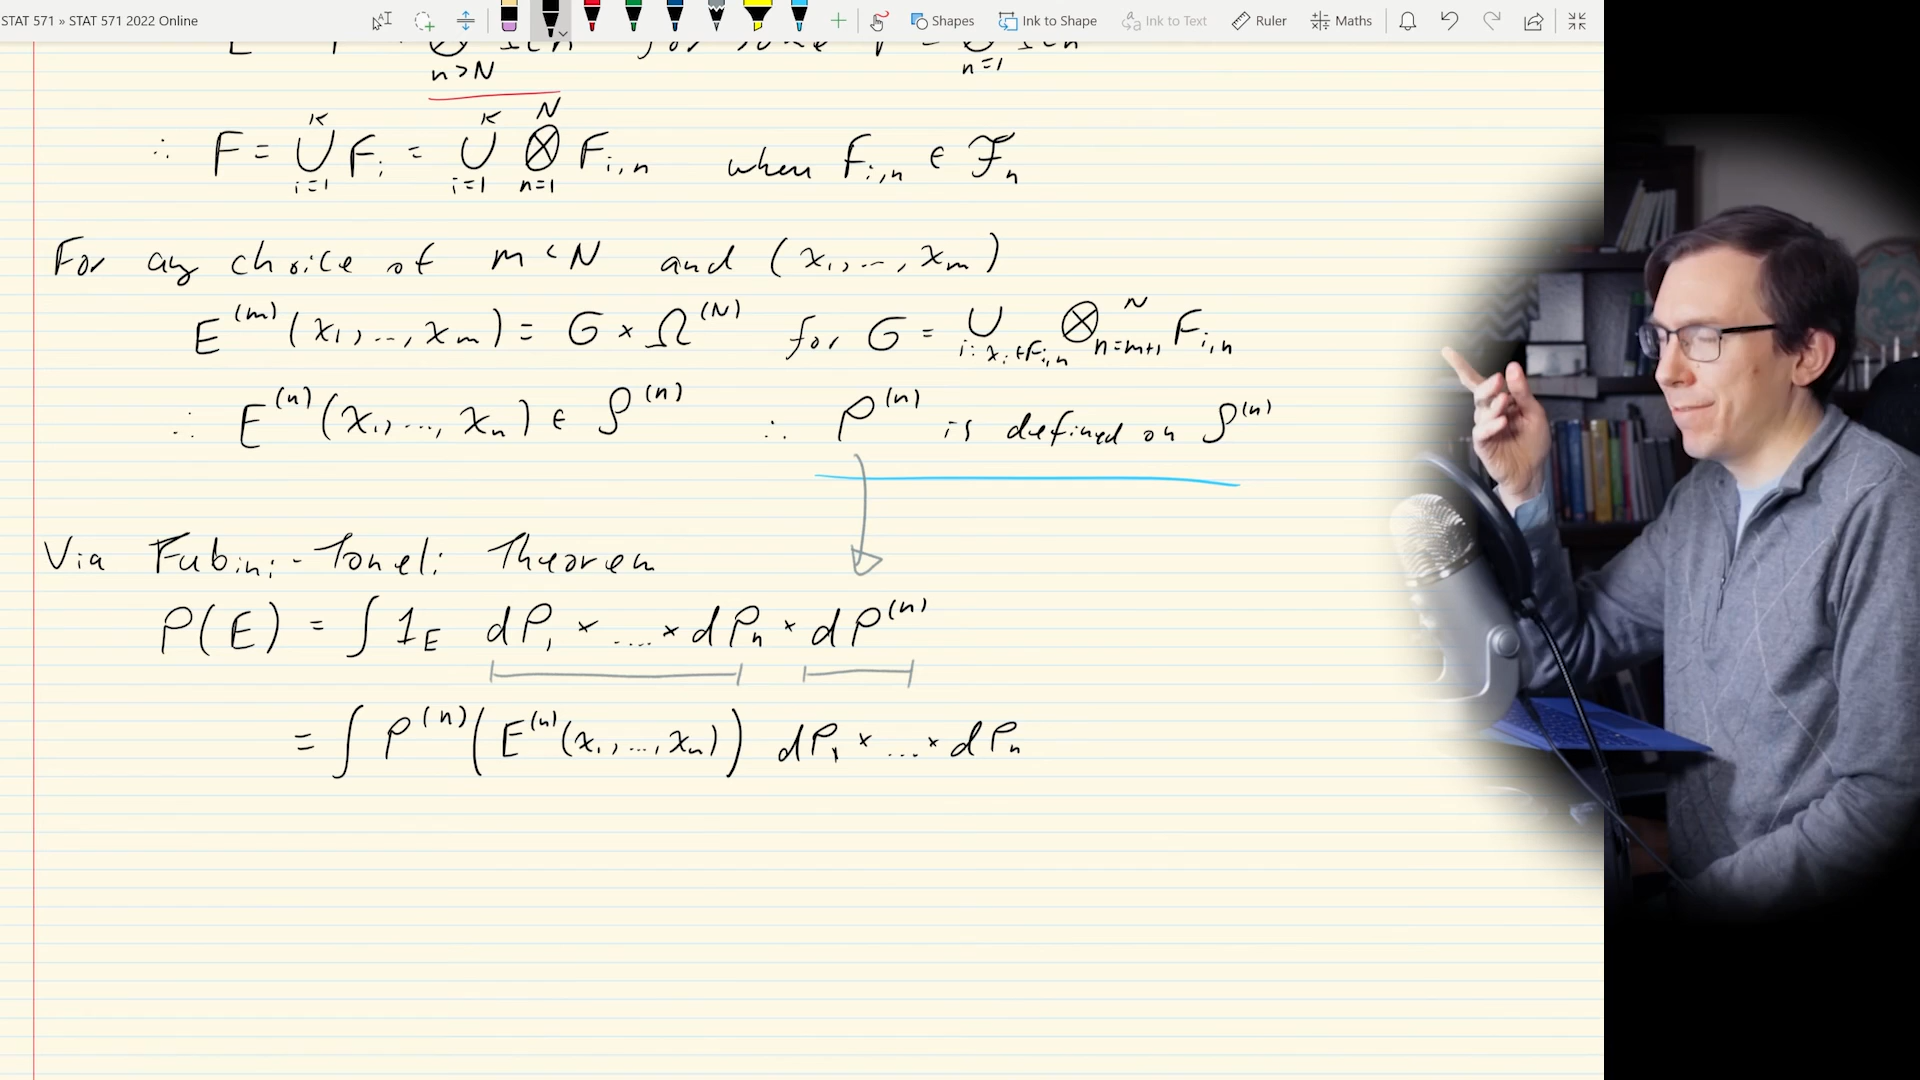 STAT 571 » STAT 571 2022 Online
Shapes Ink to Shape Ink to Text Ruler Maths
n>N n=1
∴ F = ∪_{i=1}^{K} F_i = ∪_{i=1}^{K} ⊗_{n=1}^{N} F_{i,n} when F_{i,n} ∈ ℱ_n
For any choice of m < N and (x_1, .., x_m)
E^{(m)}(x_1, .., x_m) = G × Ω^{(N)} for G = ∪_{i: x_i ∈ F_{i,n}} ⊗_{n=m+1}^{N} F_{i,n}
∴ E^{(n)}(x_1, ..., x_n) ∈ 𝒮^{(n)} ∴ P^{(n)} is defined on 𝒮^{(n)}
Via Fubini-Toneli Theorem
P(E) = ∫ 1_E dP_1 × .... × dP_n × dP^{(n)}
= ∫ P^{(n)}(E^{(n)}(x_1, ..., x_n)) dP_1 × ... × dP_n